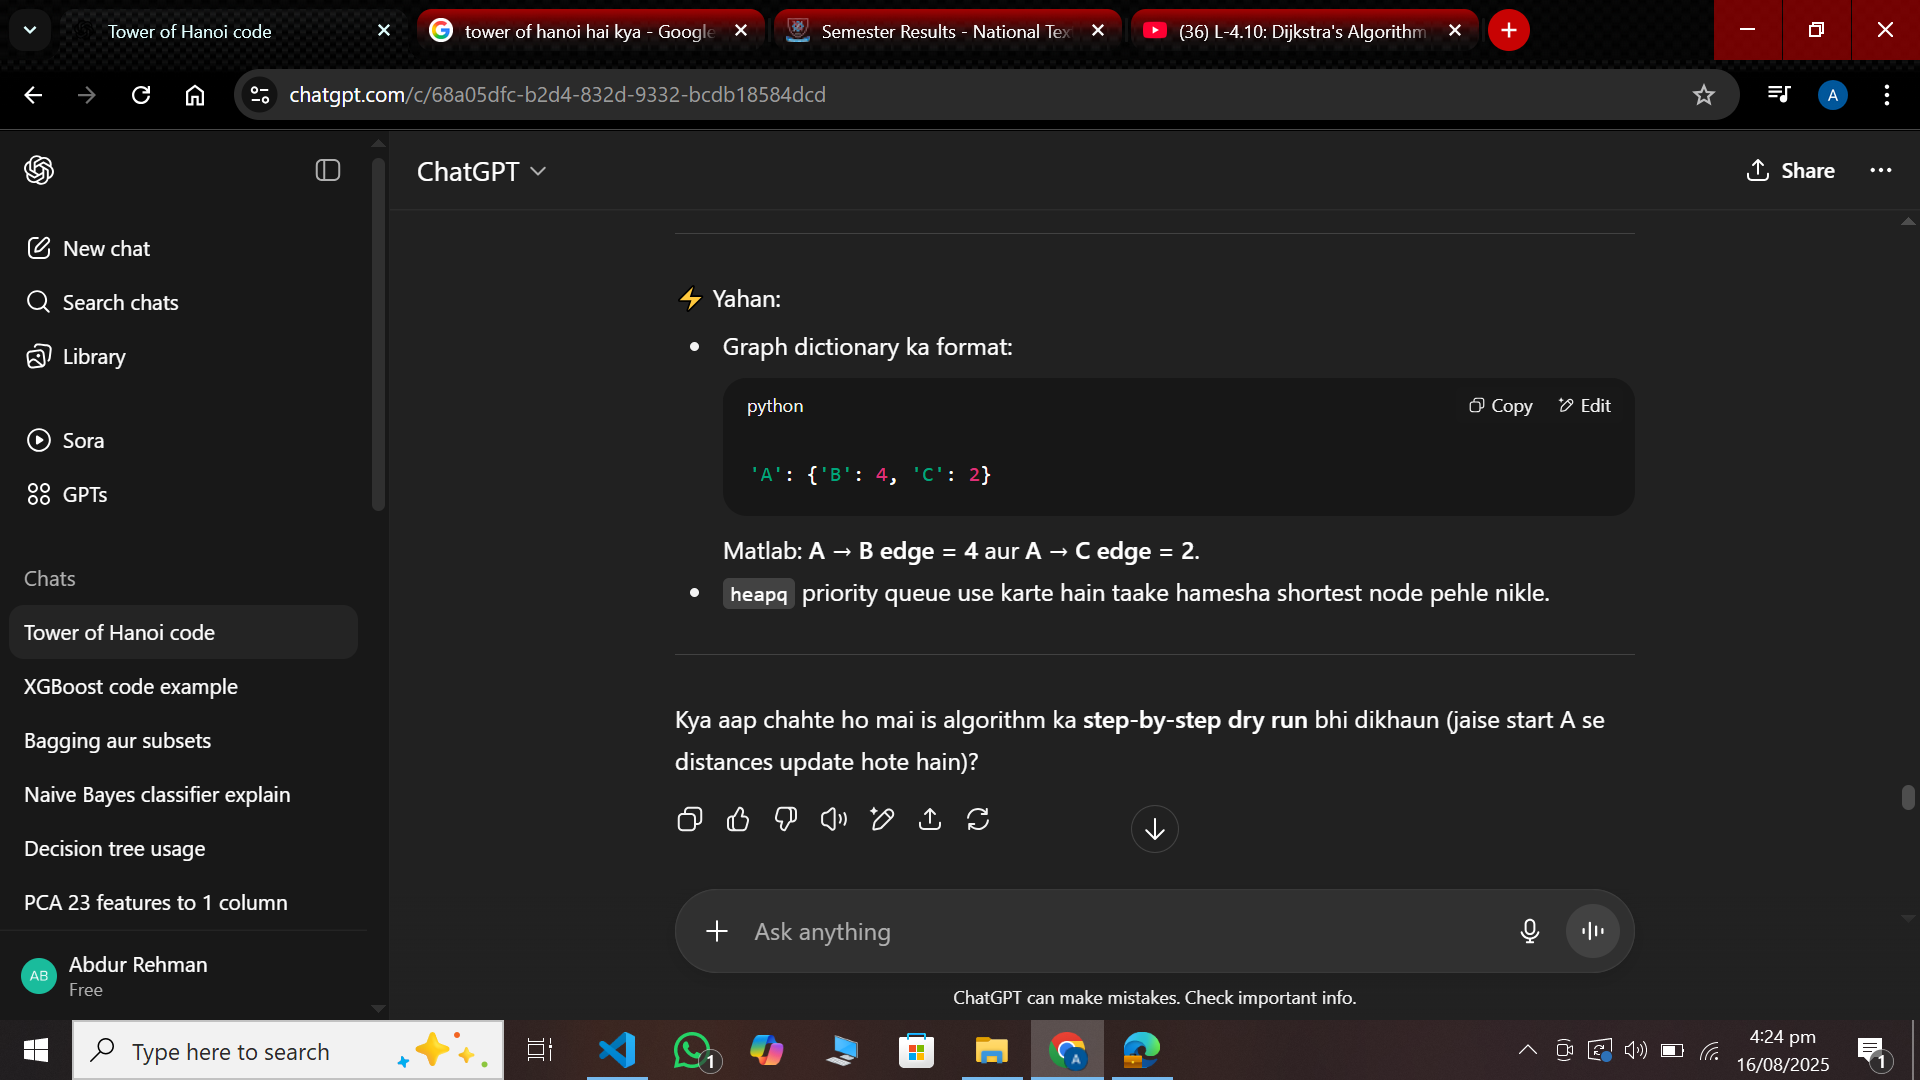 Tower of Hanoi code
tower of hanoi hai kya - Google
Semester Results - National Tex
(36) L-4.10: Dijkstra's Algorithm
chatgpt.com/c/68a05dfc-b2d4-832d-9332-bcdb18584dcd
A
ChatGPT
Share
New chat
Search chats
Library
Sora
GPTs
Chats
Tower of Hanoi code
XGBoost code example
Bagging aur subsets
Naive Bayes classifier explain
Decision tree usage
PCA 23 features to 1 column
AB
Abdur Rehman
Free
⚡ Yahan:
• Graph dictionary ka format:
python
Copy
Edit
'A': {'B': 4, 'C': 2}
Matlab: A → B edge = 4 aur A → C edge = 2.
• heapq priority queue use karte hain taake hamesha shortest node pehle nikle.
Kya aap chahte ho mai is algorithm ka step-by-step dry run bhi dikhaun (jaise start A se
distances update hote hain)?
Ask anything
ChatGPT can make mistakes. Check important info.
Type here to search
1
A
4:24 pm
16/08/2025
1